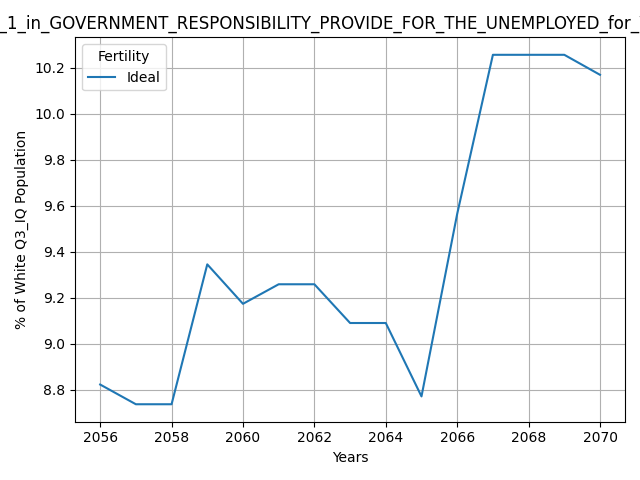 _1_in_GOVERNMENT_RESPONSIBILITY_PROVIDE_FOR_THE_UNEMPLOYED_for_
Fertility
Ideal
% of White Q3_IQ Population
10.2
10.0
9.8
9.6
9.4
9.2
9.0
8.8
2056 2058 2060 2062 2064 2066 2068 2070
Years